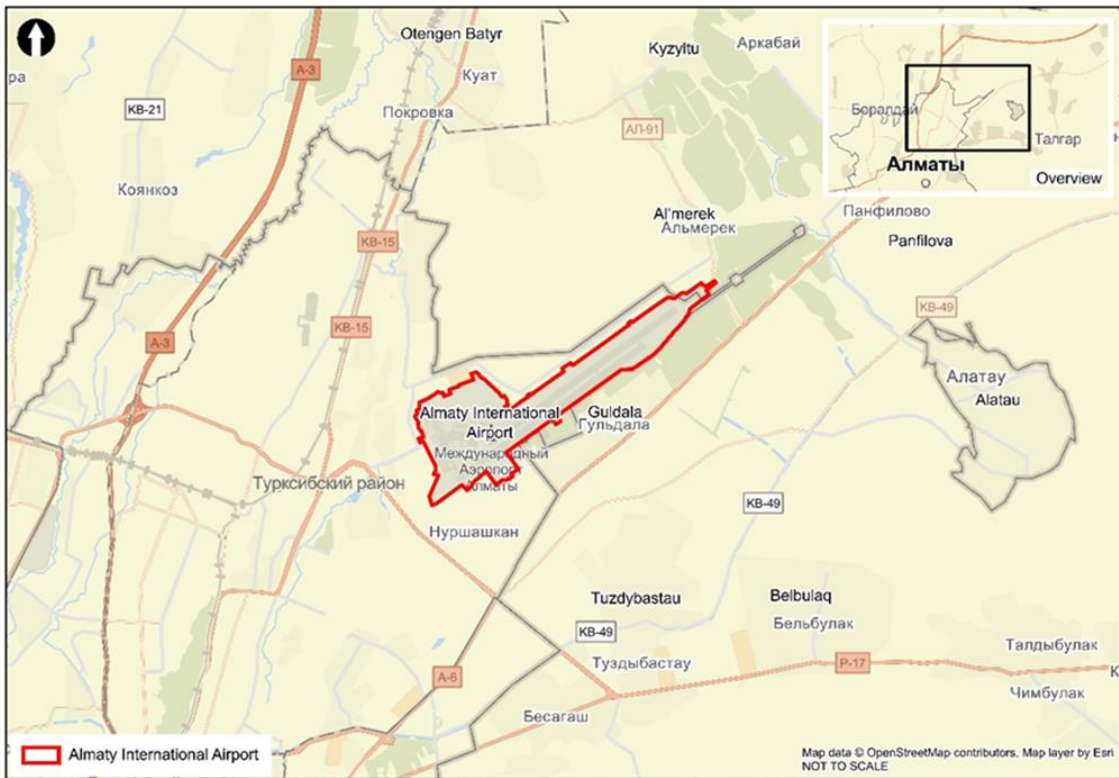 Otengen Batyr
Kyzyltu
Аркабай
A-3
Куат
KB-21
Покровка
АЛ-91
Боралдай
Талгар
Алматы
Overview
Коянкоз
Al'merek
Альмерек
Панфилово
Panfilova
KB-15
KB-49
KB-15
A-3
Алатау
Alatau
Almaty International
Airport
Международный
Аэропорт
Алматы
Guldala
Гульдала
Турксибский район
KB-49
Нуршашкан
Tuzdybastau
Belbulaq
KB-49
Бельбулак
Талдыбулак
Туздыбастау
P-17
A-6
Чимбулак
Бесагаш
Almaty International Airport
Map data © OpenStreetMap contributors, Map layer by Esri
NOT TO SCALE